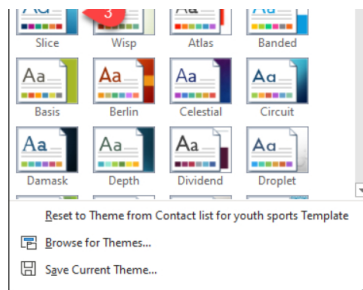 3
Slice Wisp Atlas Banded
Aa Aa Aa Aa
Basis Berlin Celestial Circuit
Aa Aa Aa Aa
Damask Depth Dividend Droplet
Reset to Theme from Contact list for youth sports Template
Browse for Themes...
Save Current Theme...